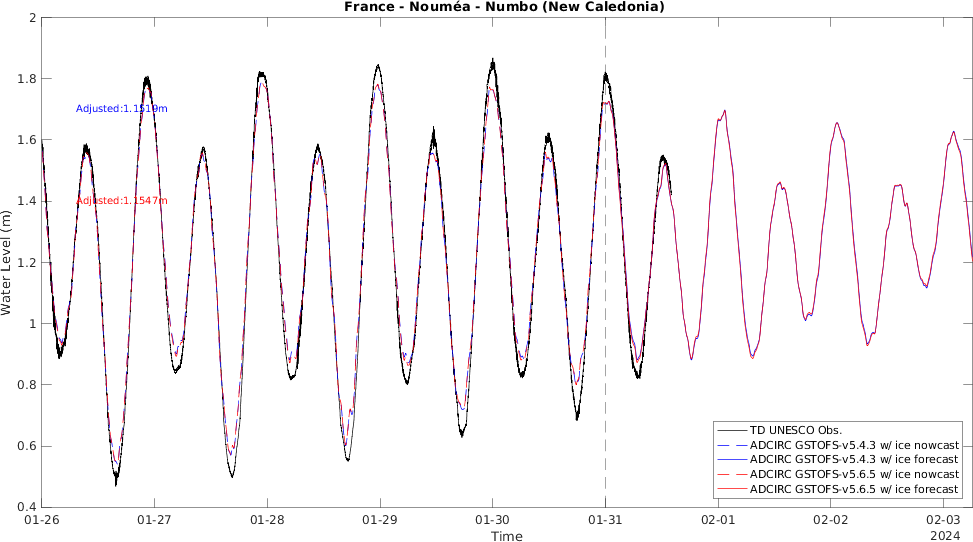 France - Nouméa - Numbo (New Caledonia)
2
1.8
1.6
1.4
1.2
1
0.8
0.6
0.4
Water Level (m)
Adjusted:1.1519m
Adjusted:1.1547m
TD UNESCO Obs.
ADCIRC GSTOFS-v5.4.3 w/ ice nowcast
ADCIRC GSTOFS-v5.4.3 w/ ice forecast
ADCIRC GSTOFS-v5.6.5 w/ ice nowcast
ADCIRC GSTOFS-v5.6.5 w/ ice forecast
01-26 01-27 01-28 01-29 01-30 01-31 02-01 02-02 02-03
Time
2024